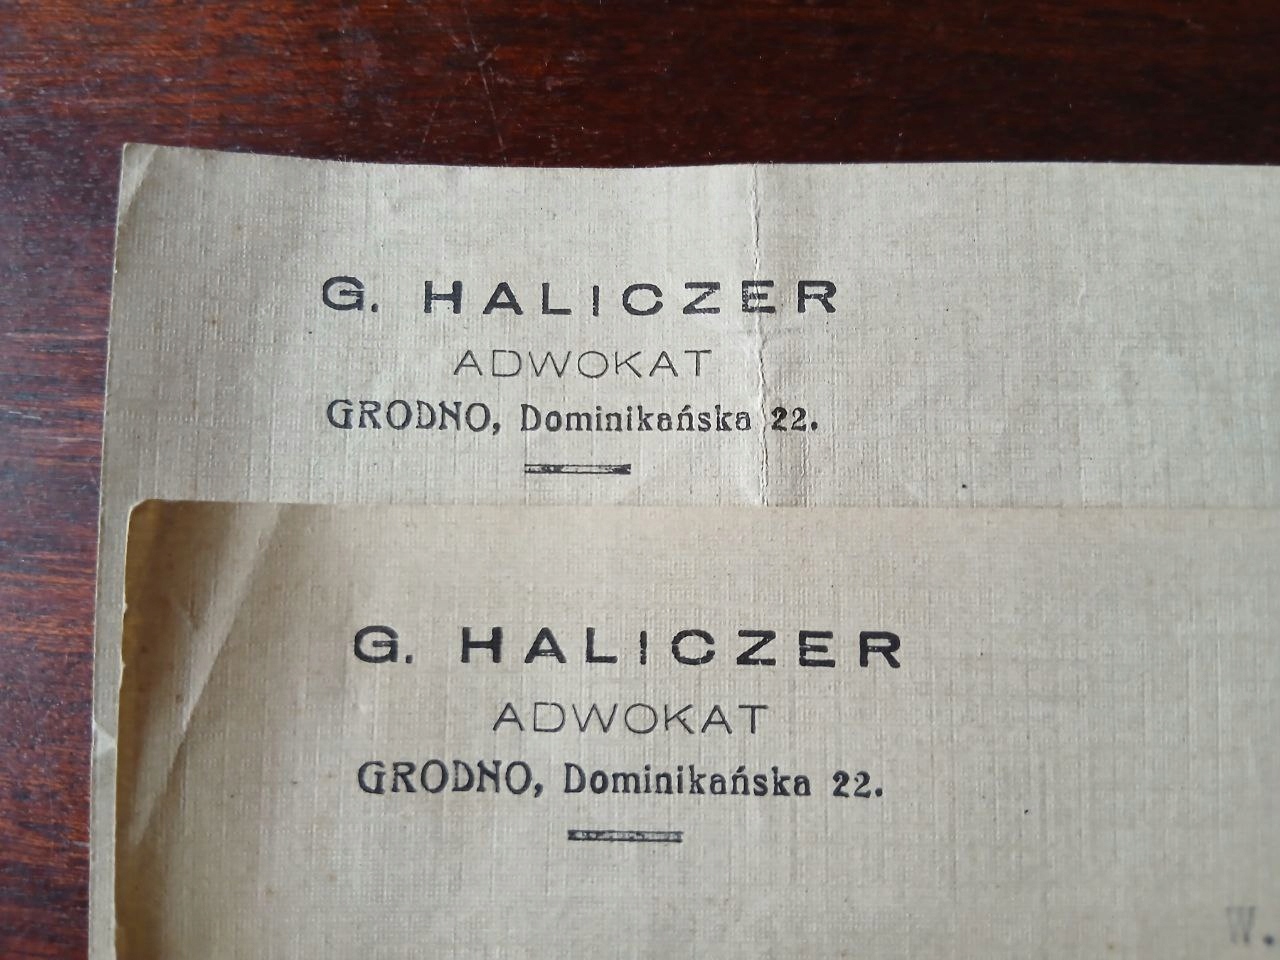 G. HALICZER
ADWOKAT
GRODNO, Dominikańska 22.
G. HALICZER
ADWOKAT
GRODNO, Dominikańska 22.
W.